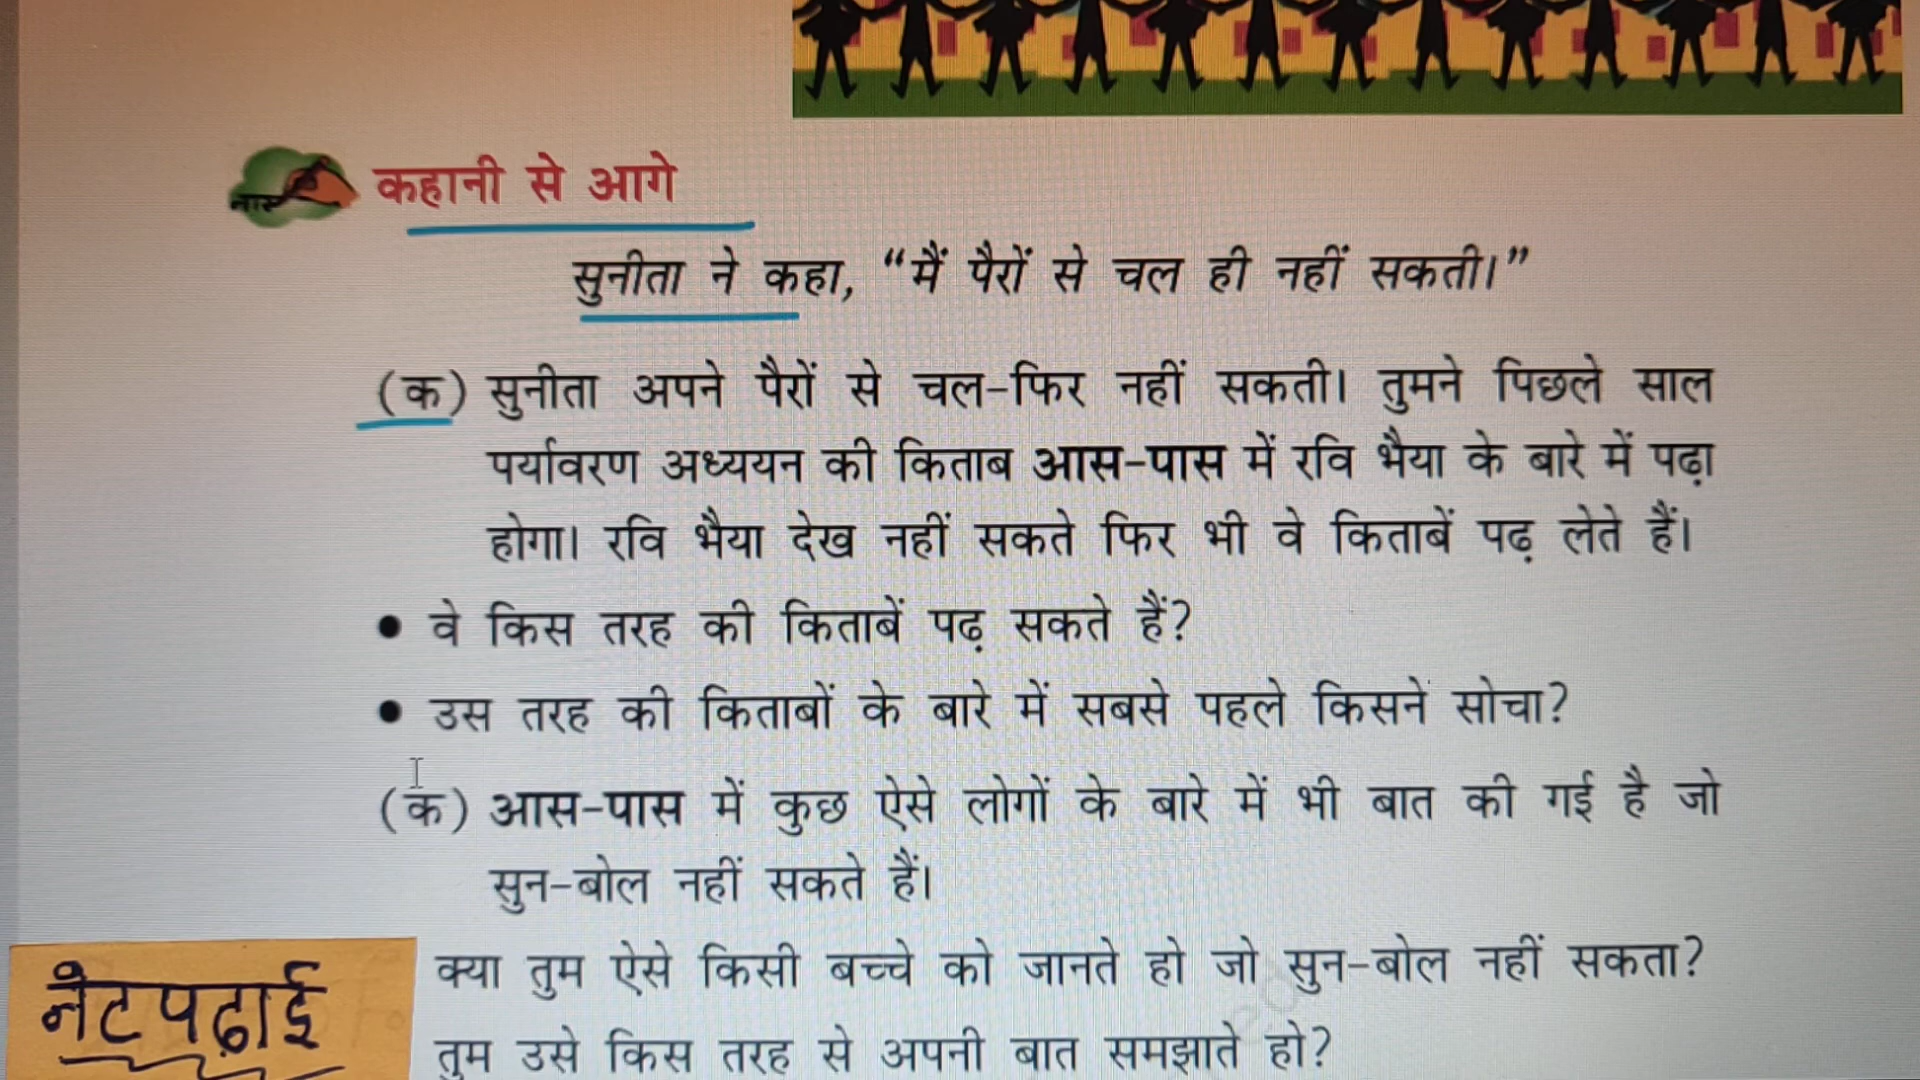 कहानी से आगे
सुनीता ने कहा, “मैं पैरों से चल ही नहीं सकती।”
(क) सुनीता अपने पैरों से चल-फिर नहीं सकती। तुमने पिछले साल
पर्यावरण अध्ययन की किताब आस-पास में रवि भैया के बारे में पढ़ा
होगा। रवि भैया देख नहीं सकते फिर भी वे किताबें पढ़ लेते हैं।
• वे किस तरह की किताबें पढ़ सकते हैं?
• उस तरह की किताबों के बारे में सबसे पहले किसने सोचा?
(क) आस-पास में कुछ ऐसे लोगों के बारे में भी बात की गई है जो
सुन-बोल नहीं सकते हैं।
क्या तुम ऐसे किसी बच्चे को जानते हो जो सुन-बोल नहीं सकता?
तुम उसे किस तरह से अपनी बात समझाते हो?
नेटपढ़ाई